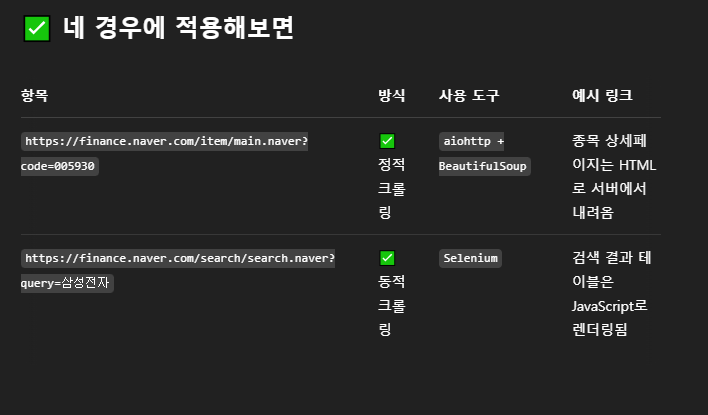 ✅ 네 경우에 적용해보면
항목 방식 사용 도구 예시 링크
https://finance.naver.com/item/main.naver?
code=005930
✅
정적
크롤
링
aiohttp +
BeautifulSoup
종목 상세페
이지는 HTML
로 서버에서
내려옴
https://finance.naver.com/search/search.naver?
query=삼성전자
✅
동적
크롤
링
Selenium
검색 결과 테
이블은
JavaScript로
렌더링됨